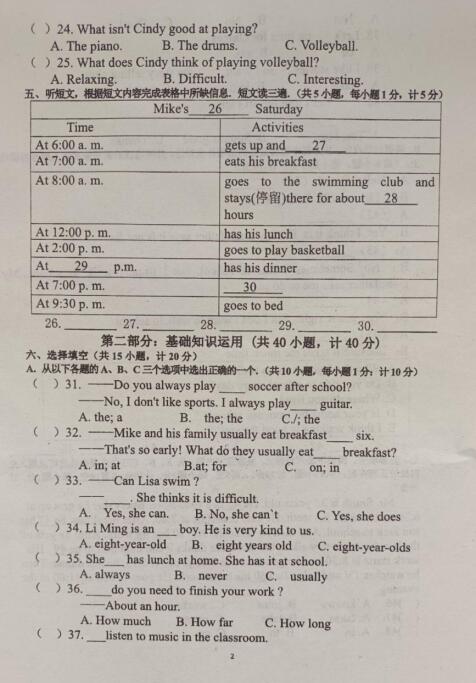 ( ) 24. What isn't Cindy good at playing?
A. The piano. B. The drums. C. Volleyball.
( ) 25. What does Cindy think of playing volleyball?
A. Relaxing. B. Difficult. C. Interesting.
五、听短文，根据短文内容完成表格中所缺信息. 短文读三遍.（共5小题，每小题1分，计5分）
Mike's 26 Saturday
Time Activities
At 6:00 a. m. gets up and 27
At 7:00 a. m. eats his breakfast
At 8:00 a. m. goes to the swimming club and
stays(停留)there for about 28
hours
At 12:00 p. m. has his lunch
At 2:00 p. m. goes to play basketball
At 29 p.m. has his dinner
At 7:00 p. m. 30
At 9:30 p. m. goes to bed
26. ______ 27. ______ 28. ______ 29. ______ 30. ______
第二部分：基础知识运用（共40小题，计40分）
六、选择填空（共15小题，计20分）
A. 从以下各题的A、B、C三个选项中选出正确的一个.（共10小题，每小题1分；计10分）
( ) 31. ——Do you always play ____ soccer after school?
——No, I don't like sports. I always play____ guitar.
A. the; a B. the; the C./; the
( ) 32. ——Mike and his family usually eat breakfast____ six.
——That's so early! What do they usually eat____ breakfast?
A. in; at B.at; for C. on; in
( ) 33. ——Can Lisa swim ?
——____. She thinks it is difficult.
A. Yes, she can. B. No, she can`t C. Yes, she does
( ) 34. Li Ming is an ___ boy. He is very kind to us.
A. eight-year-old B. eight years old C. eight-year-olds
( ) 35. She___ has lunch at home. She has it at school.
A. always B. never C. usually
( ) 36. ____do you need to finish your work ?
——About an hour.
A. How much B. How far C. How long
( ) 37. ___listen to music in the classroom.
2